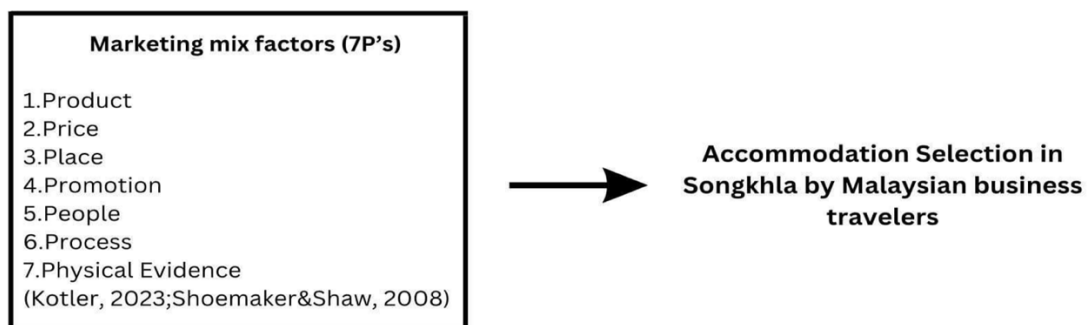 Marketing mix factors (7P’s)
1.Product
2.Price
3.Place
4.Promotion
5.People
6.Process
7.Physical Evidence
(Kotler, 2023;Shoemaker&Shaw, 2008)
Accommodation Selection in
Songkhla by Malaysian business
travelers